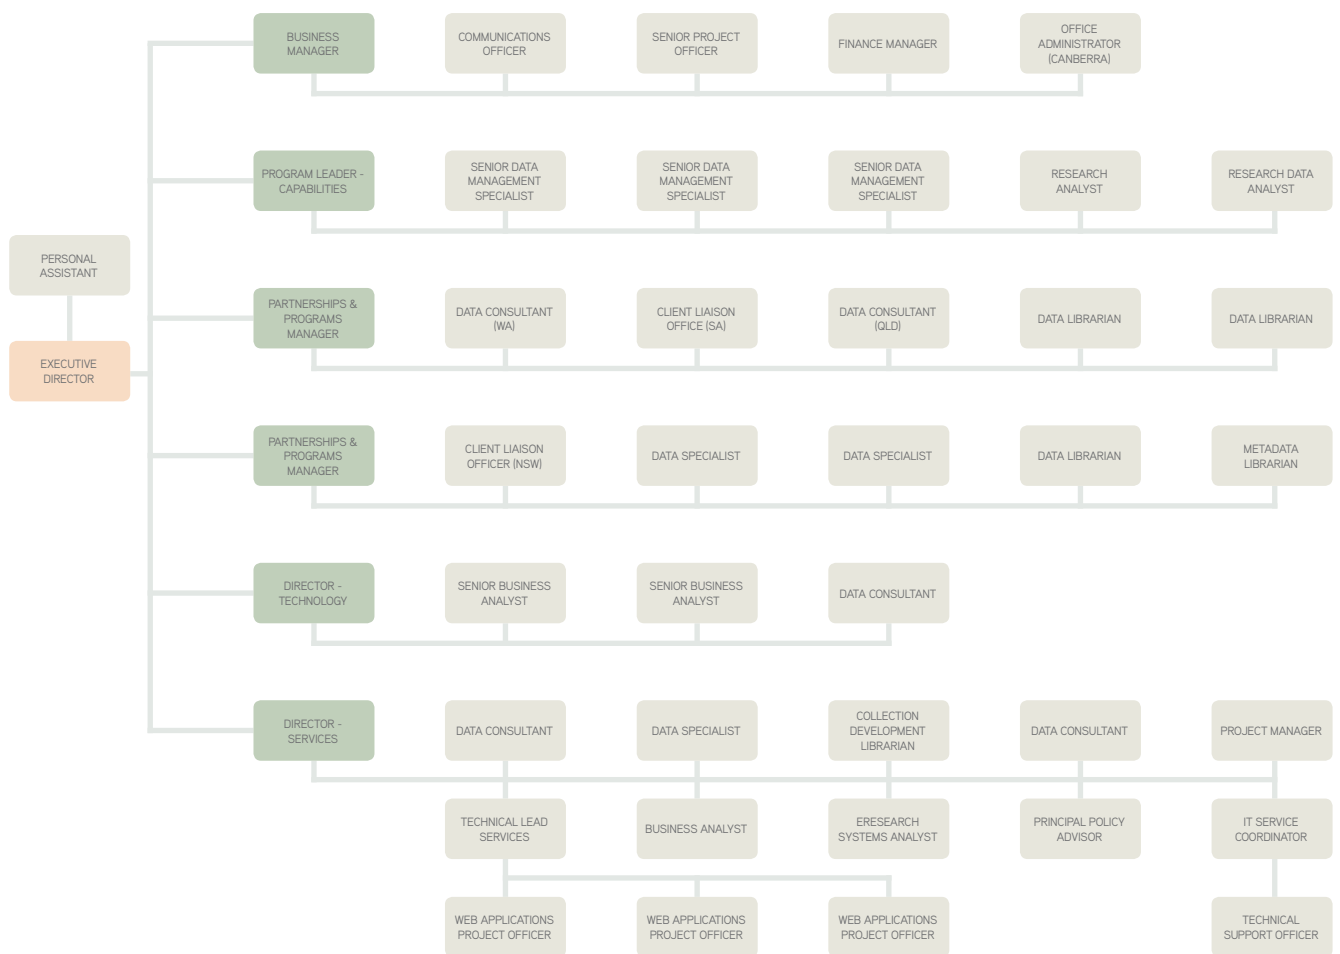 BUSINESS
MANAGER
COMMUNICATIONS
OFFICER
SENIOR PROJECT
OFFICER
FINANCE MANAGER
OFFICE
ADMINISTRATOR
(CANBERRA)
PROGRAM LEADER -
CAPABILITIES
SENIOR DATA
MANAGEMENT
SPECIALIST
SENIOR DATA
MANAGEMENT
SPECIALIST
SENIOR DATA
MANAGEMENT
SPECIALIST
RESEARCH
ANALYST
RESEARCH DATA
ANALYST
PERSONAL
ASSISTANT
EXECUTIVE
DIRECTOR
PARTNERSHIPS &
PROGRAMS
MANAGER
DATA CONSULTANT
(WA)
CLIENT LIAISON
OFFICE (SA)
DATA CONSULTANT
(QLD)
DATA LIBRARIAN
DATA LIBRARIAN
PARTNERSHIPS &
PROGRAMS
MANAGER
CLIENT LIAISON
OFFICER (NSW)
DATA SPECIALIST
DATA SPECIALIST
DATA LIBRARIAN
METADATA
LIBRARIAN
DIRECTOR -
TECHNOLOGY
SENIOR BUSINESS
ANALYST
SENIOR BUSINESS
ANALYST
DATA CONSULTANT
DIRECTOR -
SERVICES
DATA CONSULTANT
DATA SPECIALIST
COLLECTION
DEVELOPMENT
LIBRARIAN
DATA CONSULTANT
PROJECT MANAGER
TECHNICAL LEAD
SERVICES
BUSINESS ANALYST
ERESEARCH
SYSTEMS ANALYST
PRINCIPAL POLICY
ADVISOR
IT SERVICE
COORDINATOR
WEB APPLICATIONS
PROJECT OFFICER
WEB APPLICATIONS
PROJECT OFFICER
WEB APPLICATIONS
PROJECT OFFICER
TECHNICAL
SUPPORT OFFICER